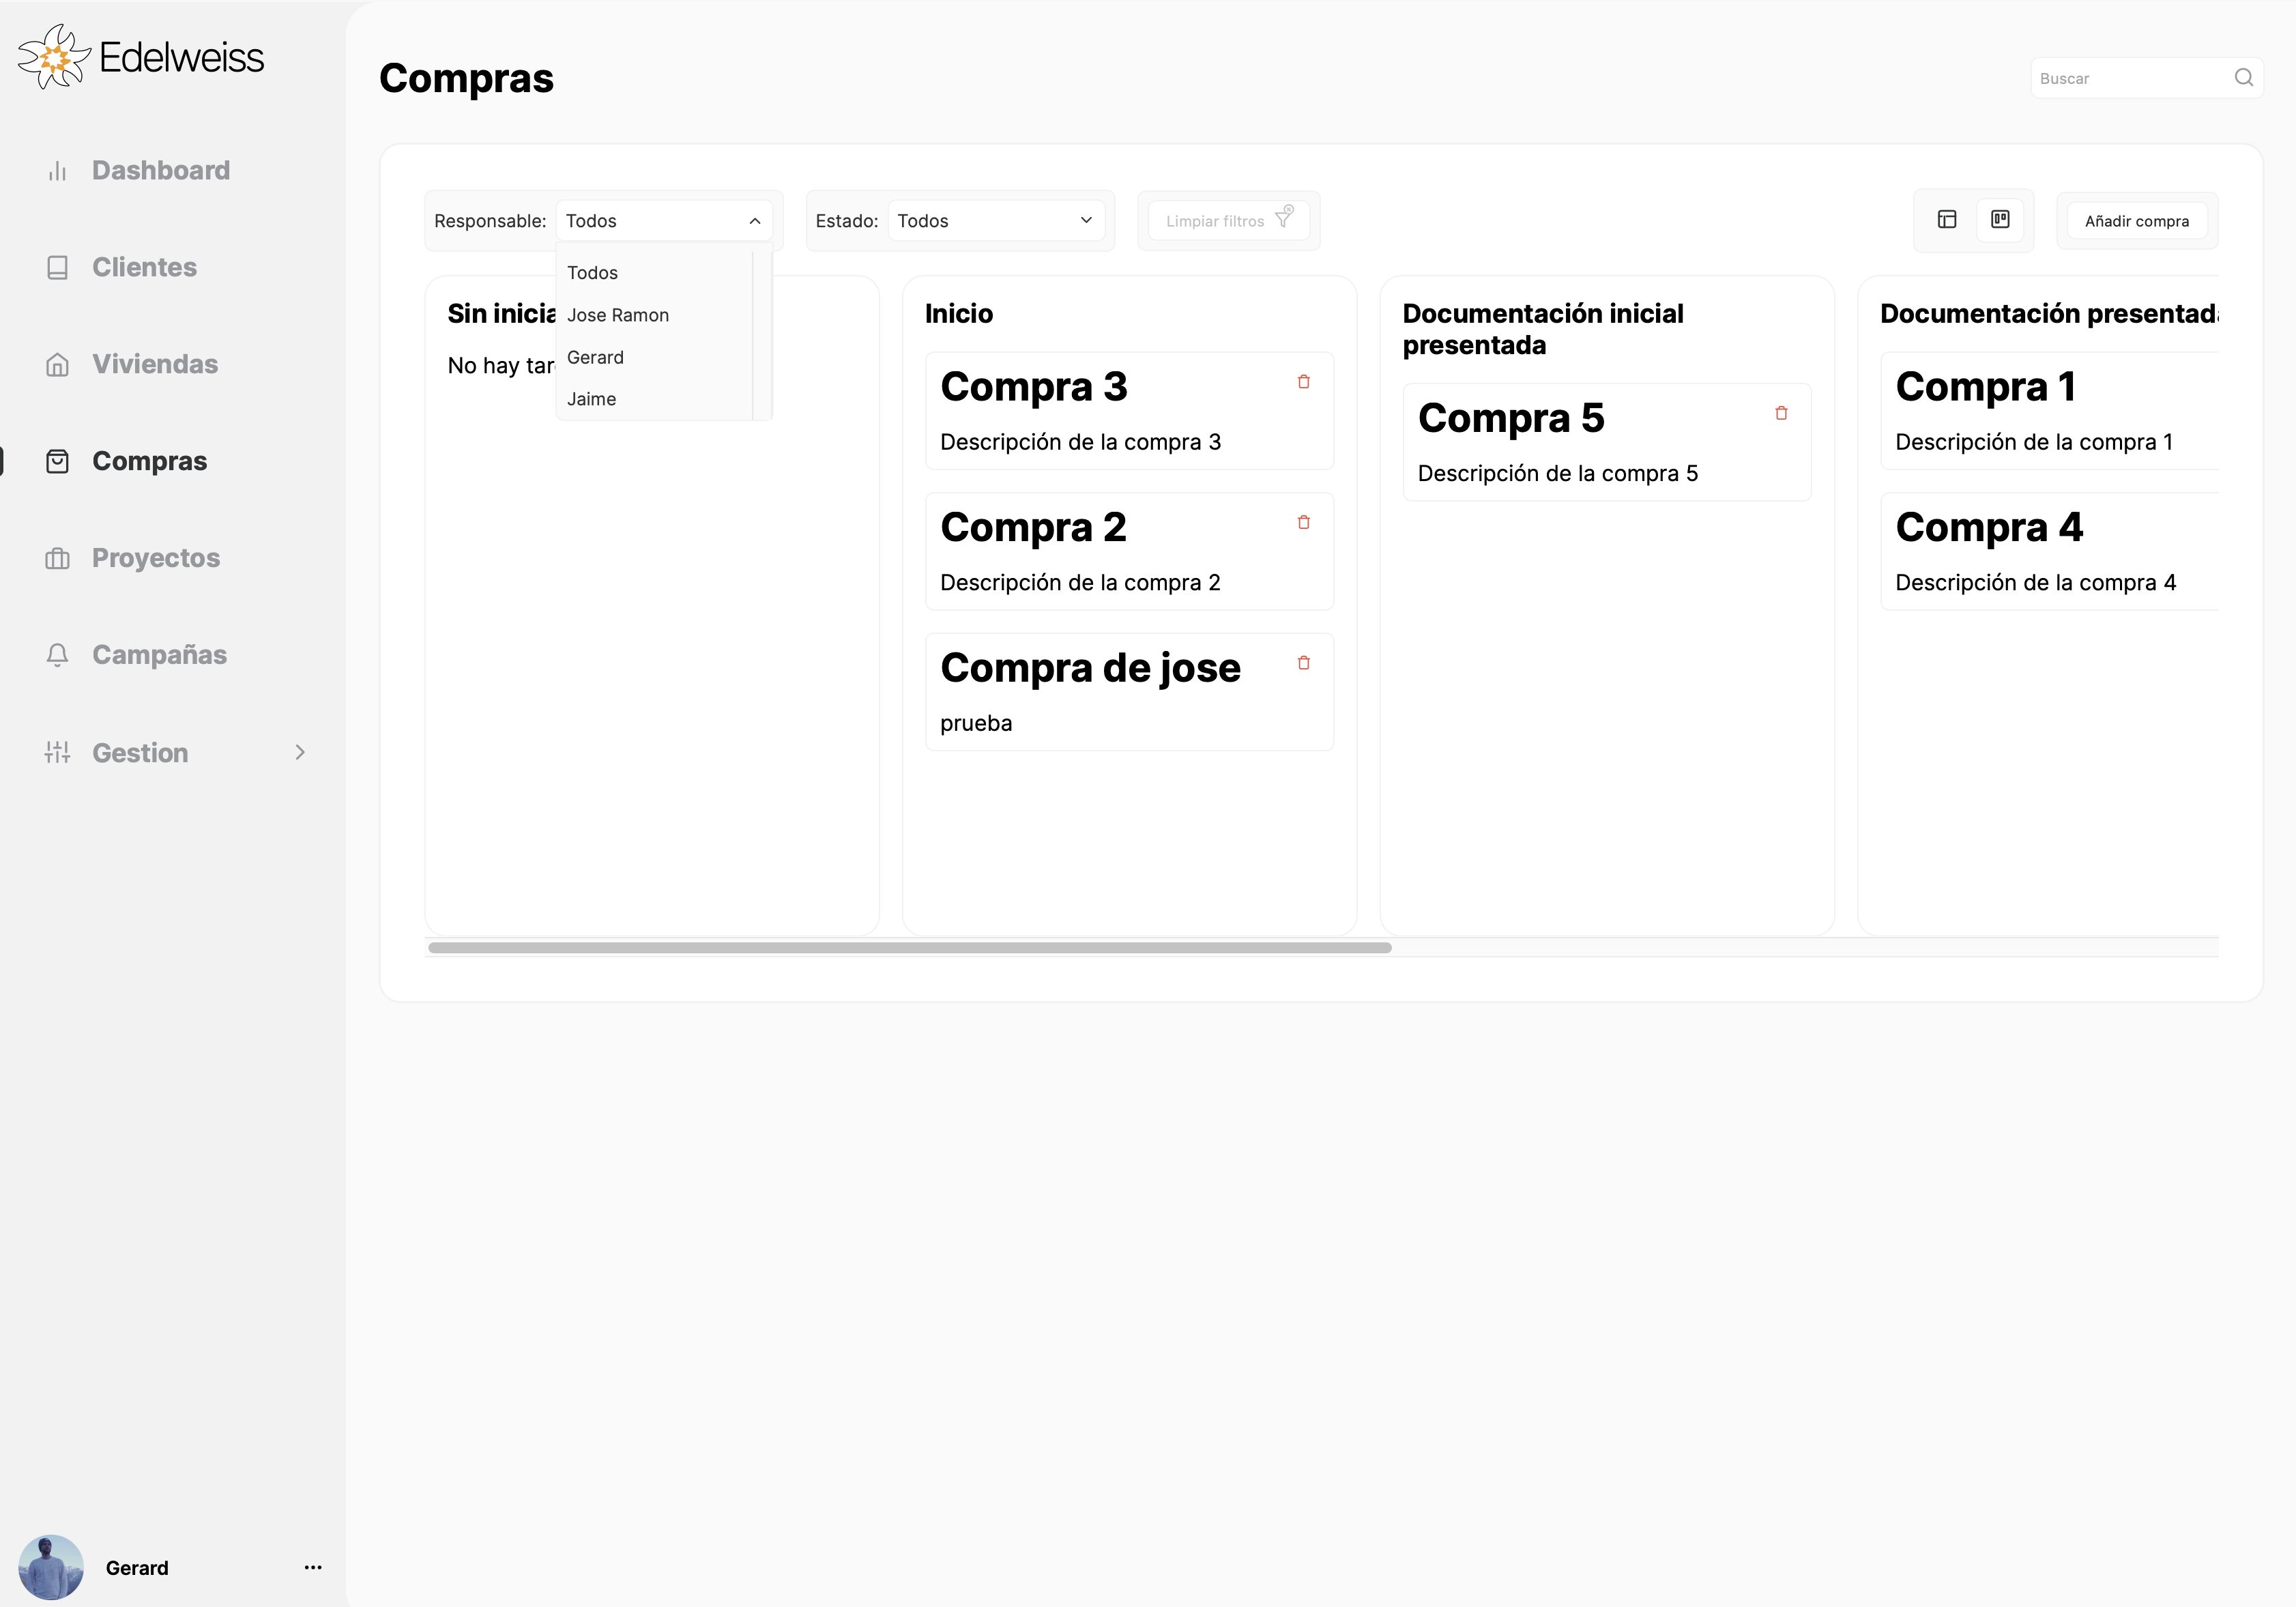 Edelweiss
Dashboard
Clientes
Viviendas
Compras
Proyectos
Campañas
Gestion
Gerard
Compras
Buscar
Responsable: Todos
Estado: Todos
Limpiar filtros
Añadir compra
Todos
Jose Ramon
Gerard
Jaime
Sin inicia
No hay tar
Inicio
Compra 3
Descripción de la compra 3
Compra 2
Descripción de la compra 2
Compra de jose
prueba
Documentación inicial
presentada
Compra 5
Descripción de la compra 5
Documentación presentada
Compra 1
Descripción de la compra 1
Compra 4
Descripción de la compra 4